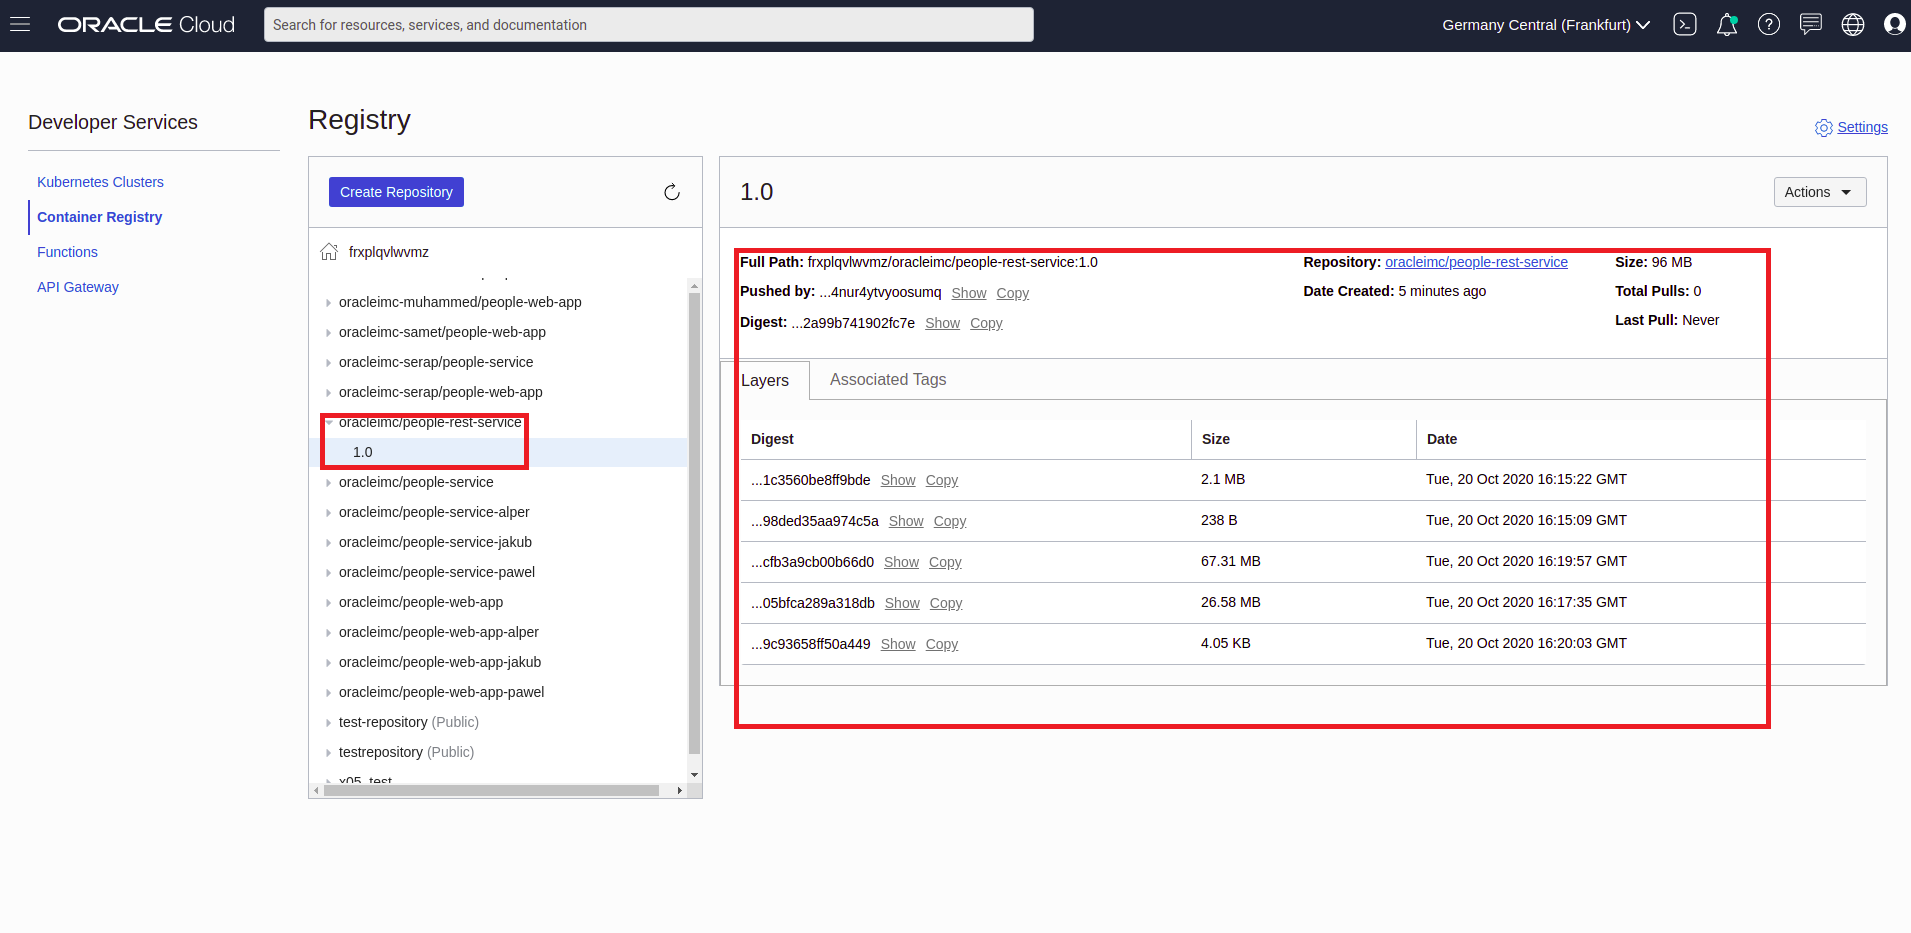 ORACLE Cloud
Search for resources, services, and documentation
Germany Central (Frankfurt)
Developer Services
Kubernetes Clusters
Container Registry
Functions
API Gateway
Registry
Settings
Create Repository
frxplqvlwvmz
oracleimc-muhammed/people-web-app
oracleimc-samet/people-web-app
oracleimc-serap/people-service
oracleimc-serap/people-web-app
oracleimc/people-rest-service
1.0
oracleimc/people-service
oracleimc/people-service-alper
oracleimc/people-service-jakub
oracleimc/people-service-pawel
oracleimc/people-web-app
oracleimc/people-web-app-alper
oracleimc/people-web-app-jakub
oracleimc/people-web-app-pawel
test-repository (Public)
testrepository (Public)
x05_test
1.0
Actions
Full Path: frxplqvlwvmz/oracleimc/people-rest-service:1.0
Pushed by: ...4nur4ytvyoosumq Show Copy
Digest: ...2a99b741902fc7e Show Copy
Repository: oracleimc/people-rest-service
Date Created: 5 minutes ago
Size: 96 MB
Total Pulls: 0
Last Pull: Never
Layers Associated Tags
Digest Size Date
...1c3560be8ff9bde Show Copy 2.1 MB Tue, 20 Oct 2020 16:15:22 GMT
...98ded35aa974c5a Show Copy 238 B Tue, 20 Oct 2020 16:15:09 GMT
...cfb3a9cb00b66d0 Show Copy 67.31 MB Tue, 20 Oct 2020 16:19:57 GMT
...05bfca289a318db Show Copy 26.58 MB Tue, 20 Oct 2020 16:17:35 GMT
...9c93658ff50a449 Show Copy 4.05 KB Tue, 20 Oct 2020 16:20:03 GMT